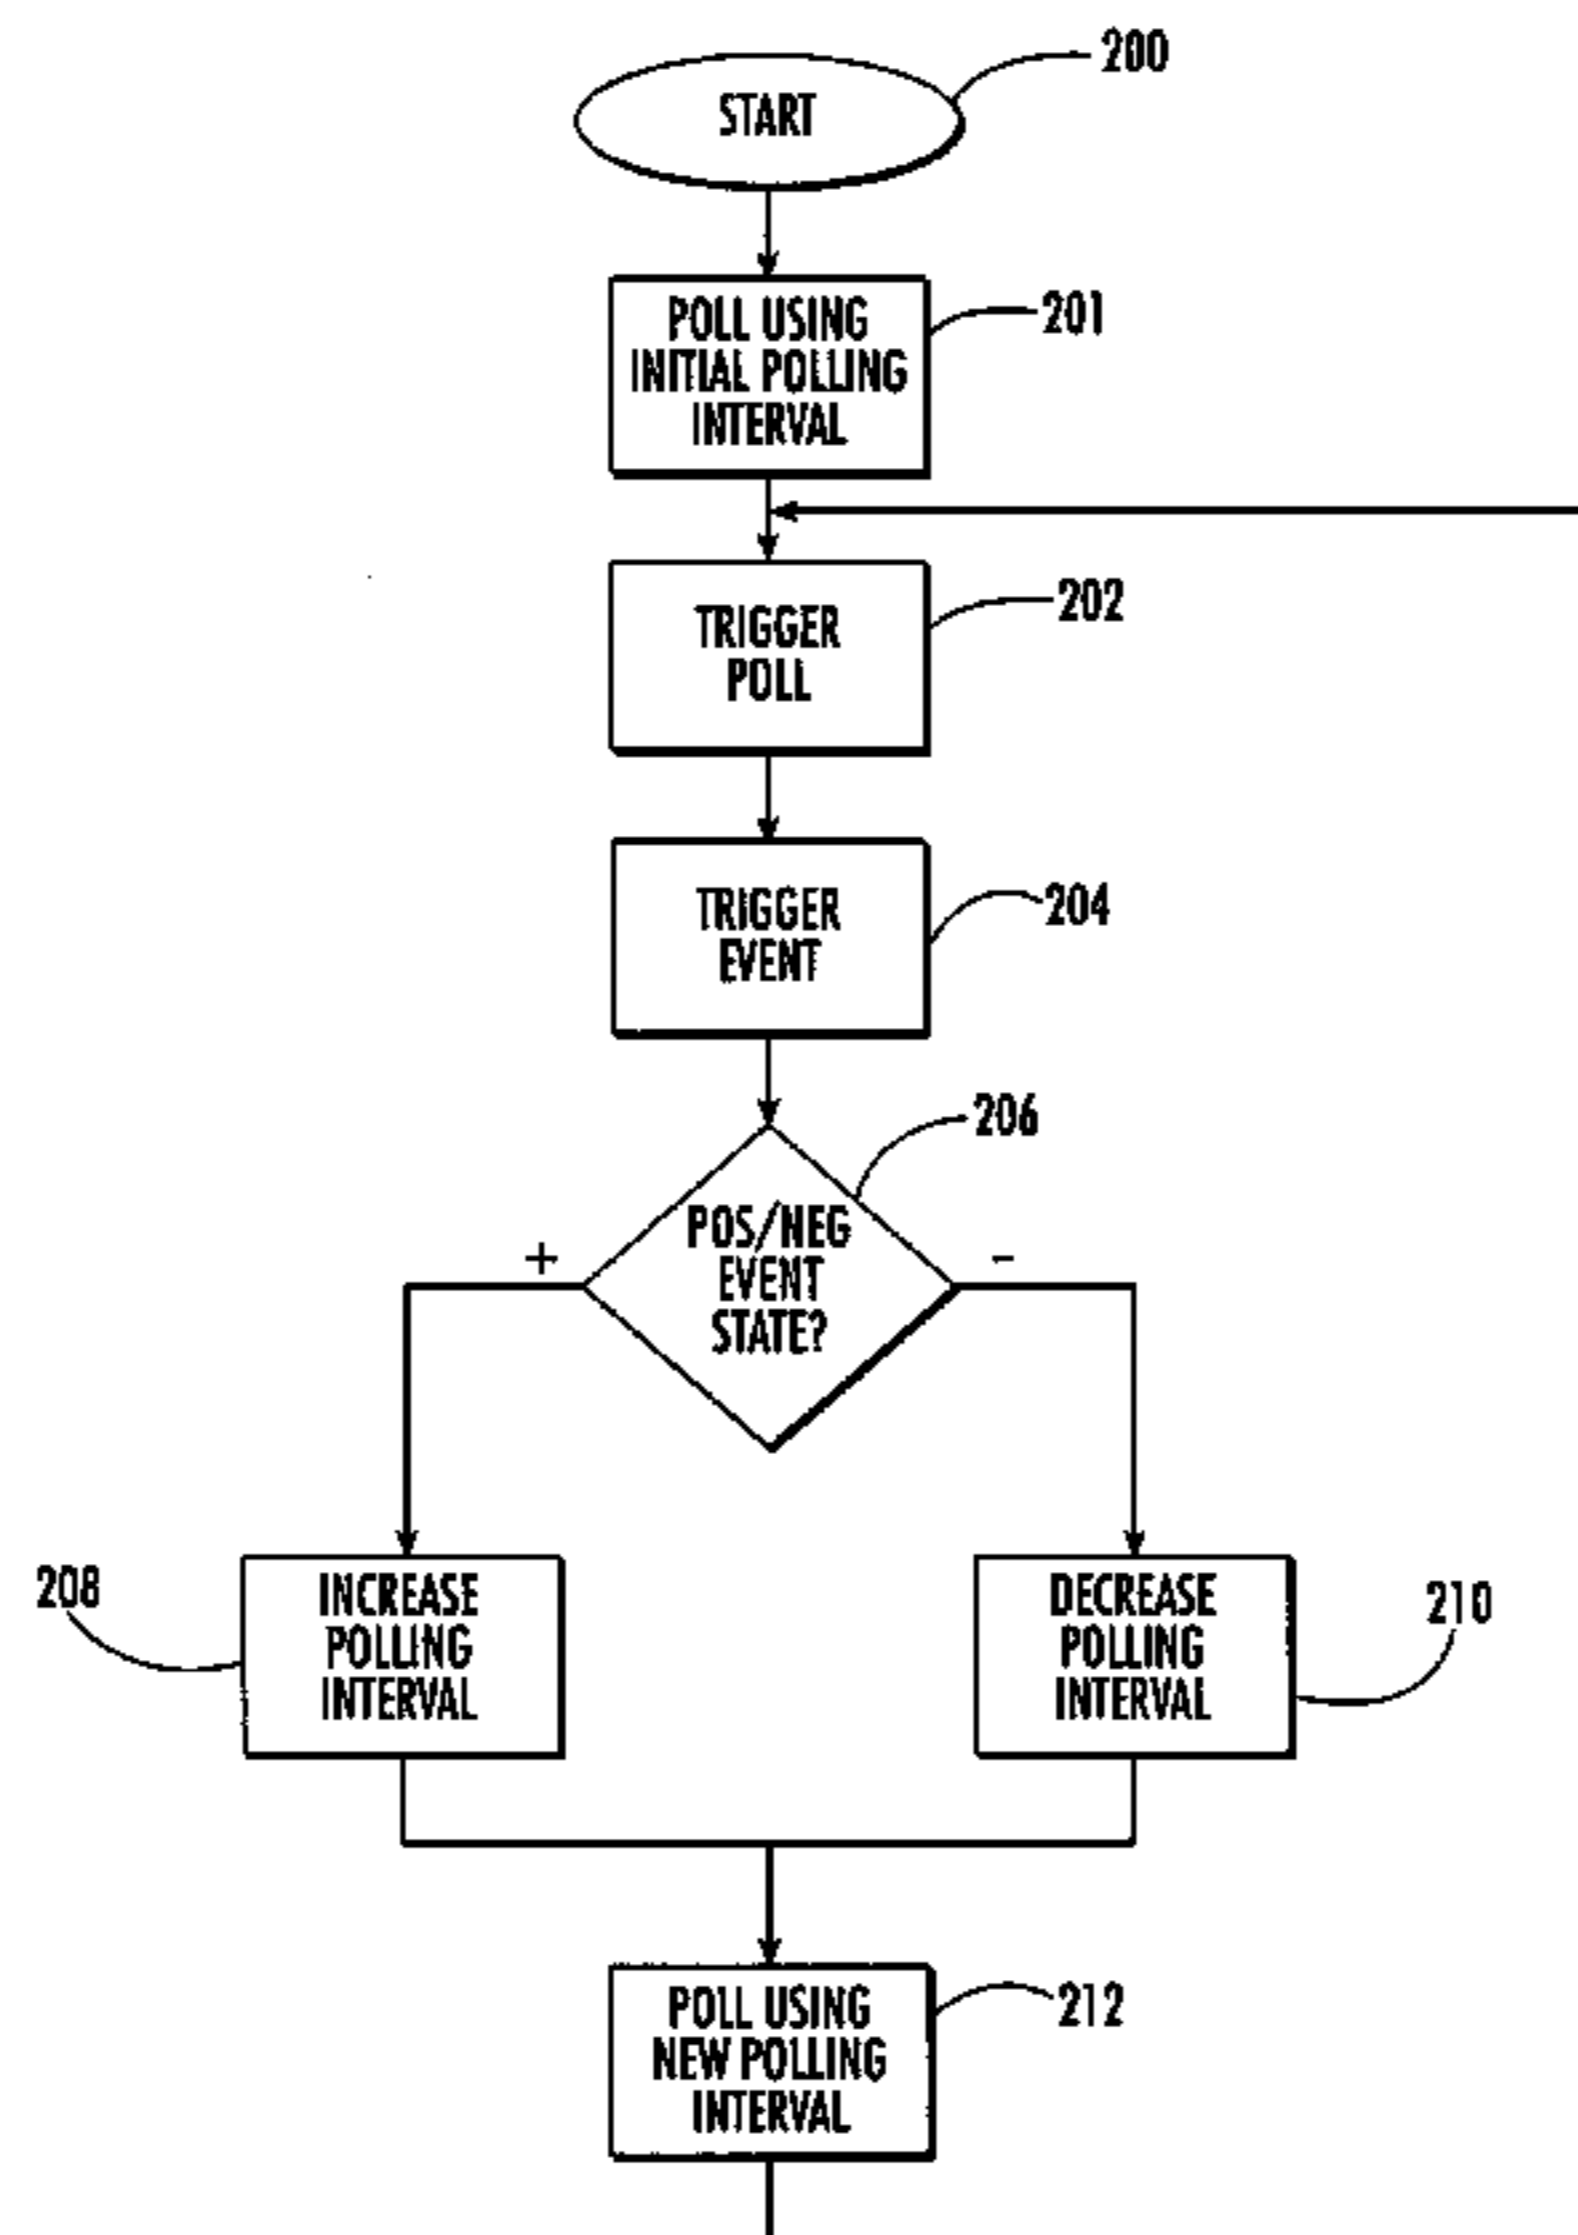 200
START
201
POLL USING
INITIAL POLLING
INTERVAL
202
TRIGGER
POLL
204
TRIGGER
EVENT
206
POS/NEG
EVENT
STATE?
+
-
208
INCREASE
POLLING
INTERVAL
DECREASE
POLLING
INTERVAL
210
POLL USING
NEW POLLING
INTERVAL
212